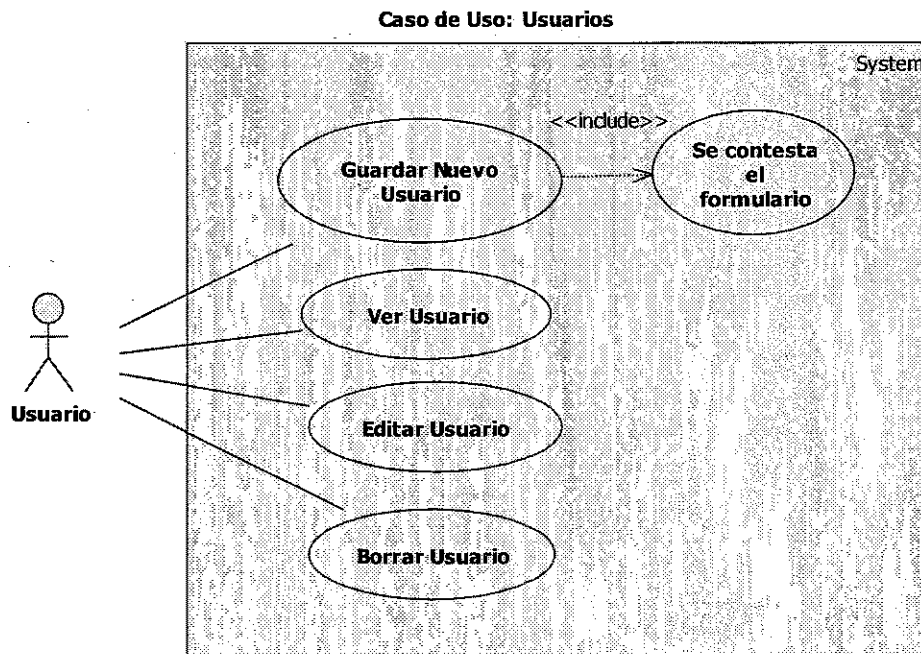 Caso de Uso: Usuarios
System
<<include>>
Guardar Nuevo
Usuario
Se contesta
el
formulario
Ver Usuario
Usuario
Editar Usuario
Borrar Usuario